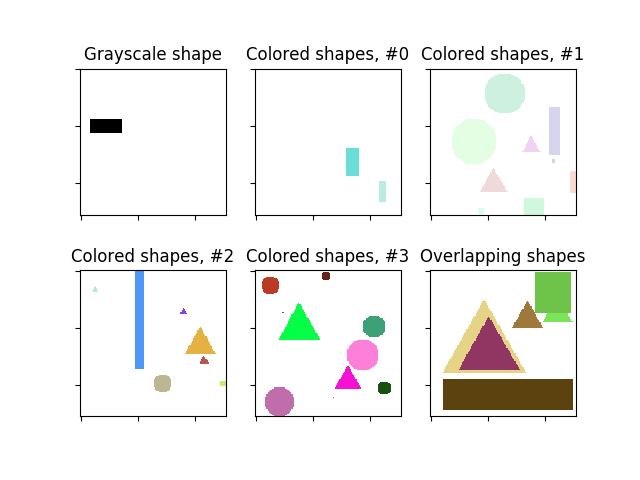 Grayscale shape
Colored shapes, #0
Colored shapes, #1
Colored shapes, #2
Colored shapes, #3
Overlapping shapes